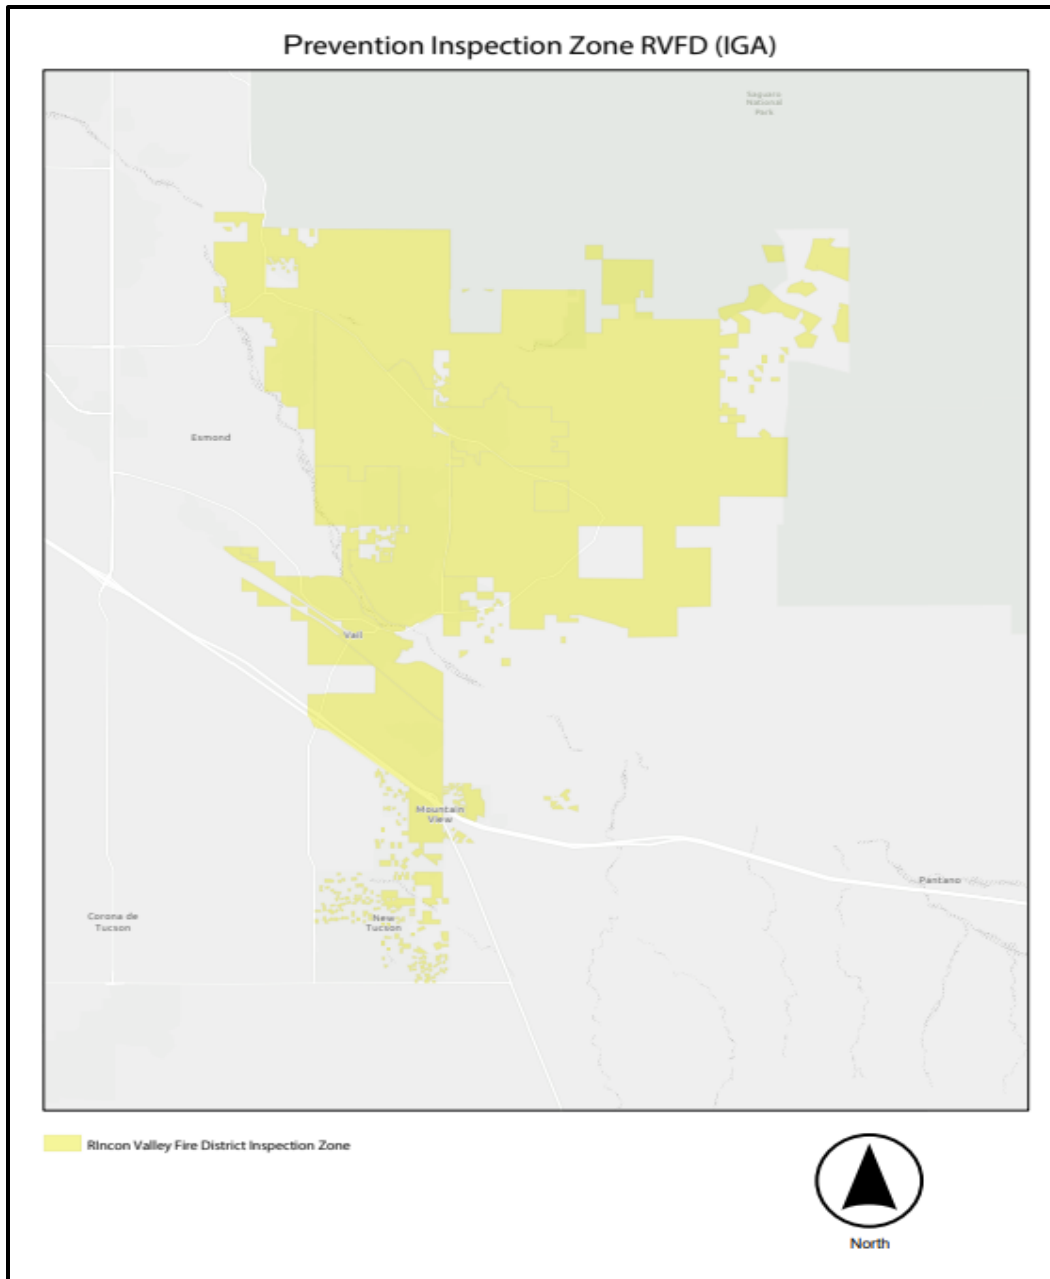 Prevention Inspection Zone RVFD (IGA)
Saguaro
National
Park
Esmond
Vail
Mountain
View
Pantano
Corona de
Tucson
New
Tucson
RIncon Valley Fire District Inspection Zone
North